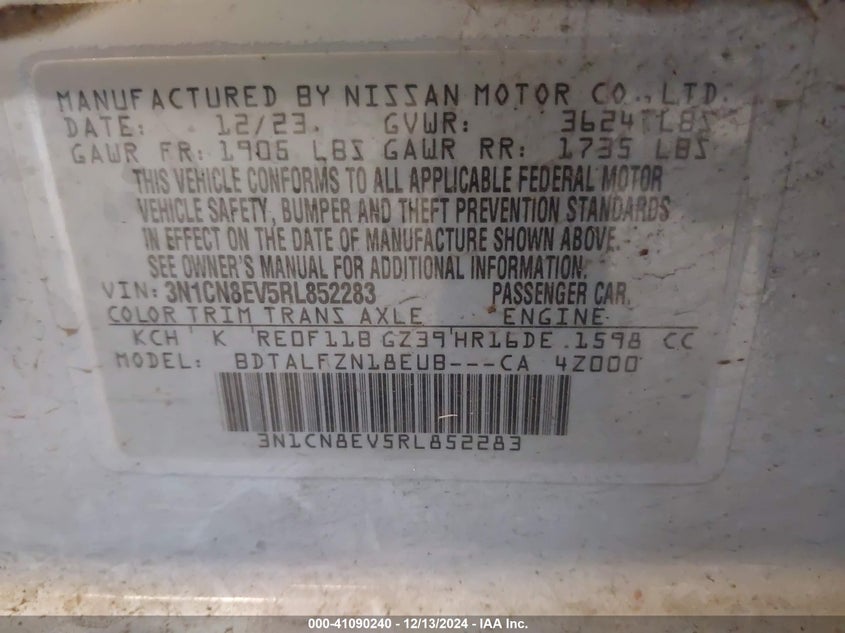 MANUFACTURED BY NISSAN MOTOR CO., LTD.
DATE: 12/23. GVWR: 3624 LBS
GAWR FR: 1906 LBS GAWR RR: 1735 LBS
THIS VEHICLE CONFORMS TO ALL APPLICABLE FEDERAL MOTOR
VEHICLE SAFETY, BUMPER AND THEFT PREVENTION STANDARDS
IN EFFECT ON THE DATE OF MANUFACTURE SHOWN ABOVE.
SEE OWNER'S MANUAL FOR ADDITIONAL INFORMATION.
VIN: 3N1CN8EV5RL852283 PASSENGER CAR.
COLOR TRIM TRANS AXLE ENGINE
KCH K RE0F11B GZ39 HR16DE 1598 CC
MODEL: BDTALFZN18EUB---CA 4Z000
3N1CN8EV5RL852283
000-41090240 - 12/13/2024 - IAA Inc.